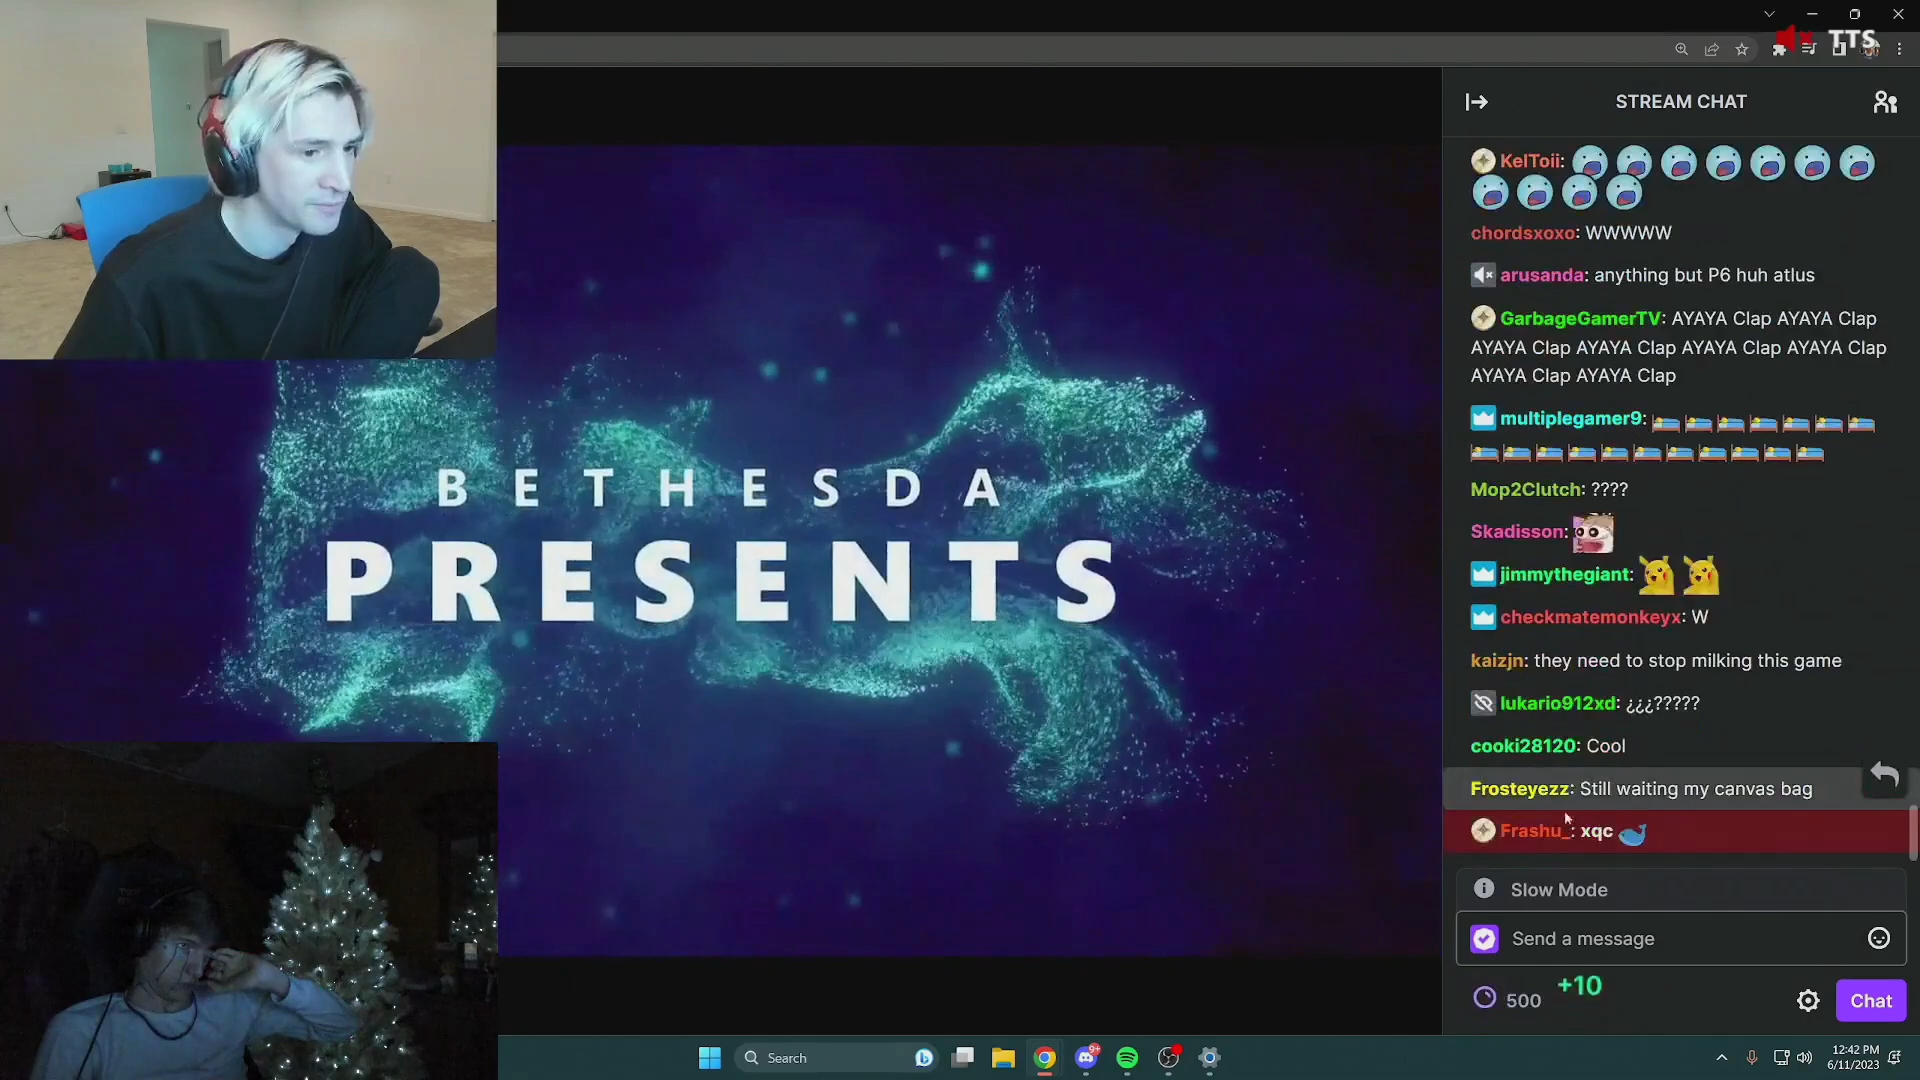 TTS
STREAM CHAT
KelToii:
chordsxoxo: WWWWW
arusanda: anything but P6 huh atlus
GarbageGamerTV: AYAYA Clap AYAYA Clap
AYAYA Clap AYAYA Clap AYAYA Clap AYAYA Clap
AYAYA Clap AYAYA Clap
multiplegamer9:
Mop2Clutch: ????
Skadisson:
jimmythegiant:
checkmatemonkeyx: W
kaizjn: they need to stop milking this game
lukario912xd: ¿¿¿?????
cooki28120: Cool
Frosteyezz: Still waiting my canvas bag
Frashu_: xqc
Slow Mode
Send a message
500 +10
Chat
BETHESDA
PRESENTS
Search
9+
12:42 PM
6/11/2023